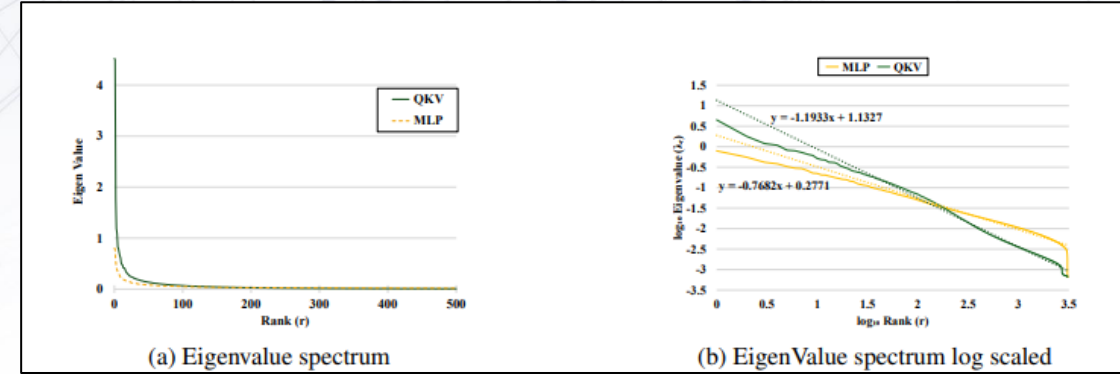 4
3
2
1
0
Eigen Value
QKV
MLP
0 100 200 300 400 500
Rank (r)
(a) Eigenvalue spectrum
MLP QKV
1.5
1
0.5
0
-0.5
-1
-1.5
-2
-2.5
-3
-3.5
log₁₀ Eigenvalue (λᵣ)
y = -1.1933x + 1.1327
y = -0.7682x + 0.2771
0 0.5 1 1.5 2 2.5 3 3.5
log₁₀ Rank (r)
(b) EigenValue spectrum log scaled